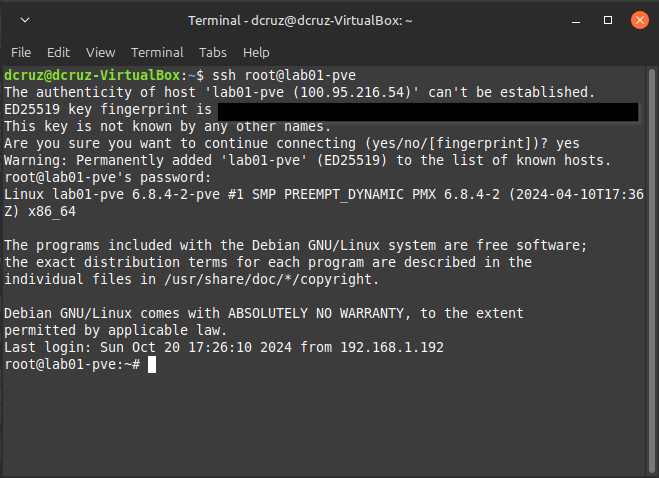 Terminal - dcruz@dcruz-VirtualBox: ~
File Edit View Terminal Tabs Help
dcruz@dcruz-VirtualBox:~$ ssh root@lab01-pve
The authenticity of host 'lab01-pve (100.95.216.54)' can't be established.
ED25519 key fingerprint is
This key is not known by any other names.
Are you sure you want to continue connecting (yes/no/[fingerprint])? yes
Warning: Permanently added 'lab01-pve' (ED25519) to the list of known hosts.
root@lab01-pve's password:
Linux lab01-pve 6.8.4-2-pve #1 SMP PREEMPT_DYNAMIC PMX 6.8.4-2 (2024-04-10T17:36
Z) x86_64
The programs included with the Debian GNU/Linux system are free software;
the exact distribution terms for each program are described in the
individual files in /usr/share/doc/*/copyright.
Debian GNU/Linux comes with ABSOLUTELY NO WARRANTY, to the extent
permitted by applicable law.
Last login: Sun Oct 20 17:26:10 2024 from 192.168.1.192
root@lab01-pve:~#